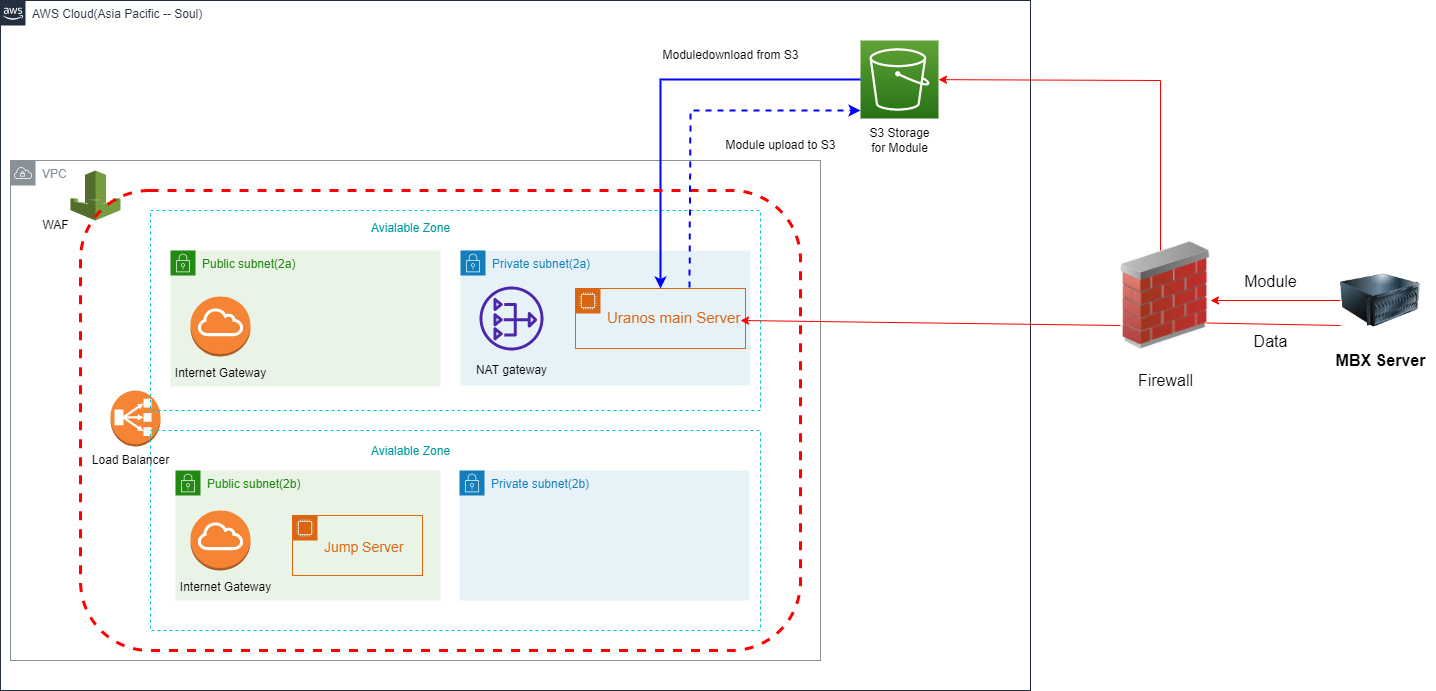 aws
AWS Cloud(Asia Pacific -- Soul)
Moduledownload from S3
S3 Storage
for Module
Module upload to S3
VPC
WAF
Avialable Zone
Public subnet(2a)
Private subnet(2a)
Uranos main Server
Internet Gateway
NAT gateway
Module
Data
MBX Server
Firewall
Load Balancer
Avialable Zone
Public subnet(2b)
Private subnet(2b)
Jump Server
Internet Gateway